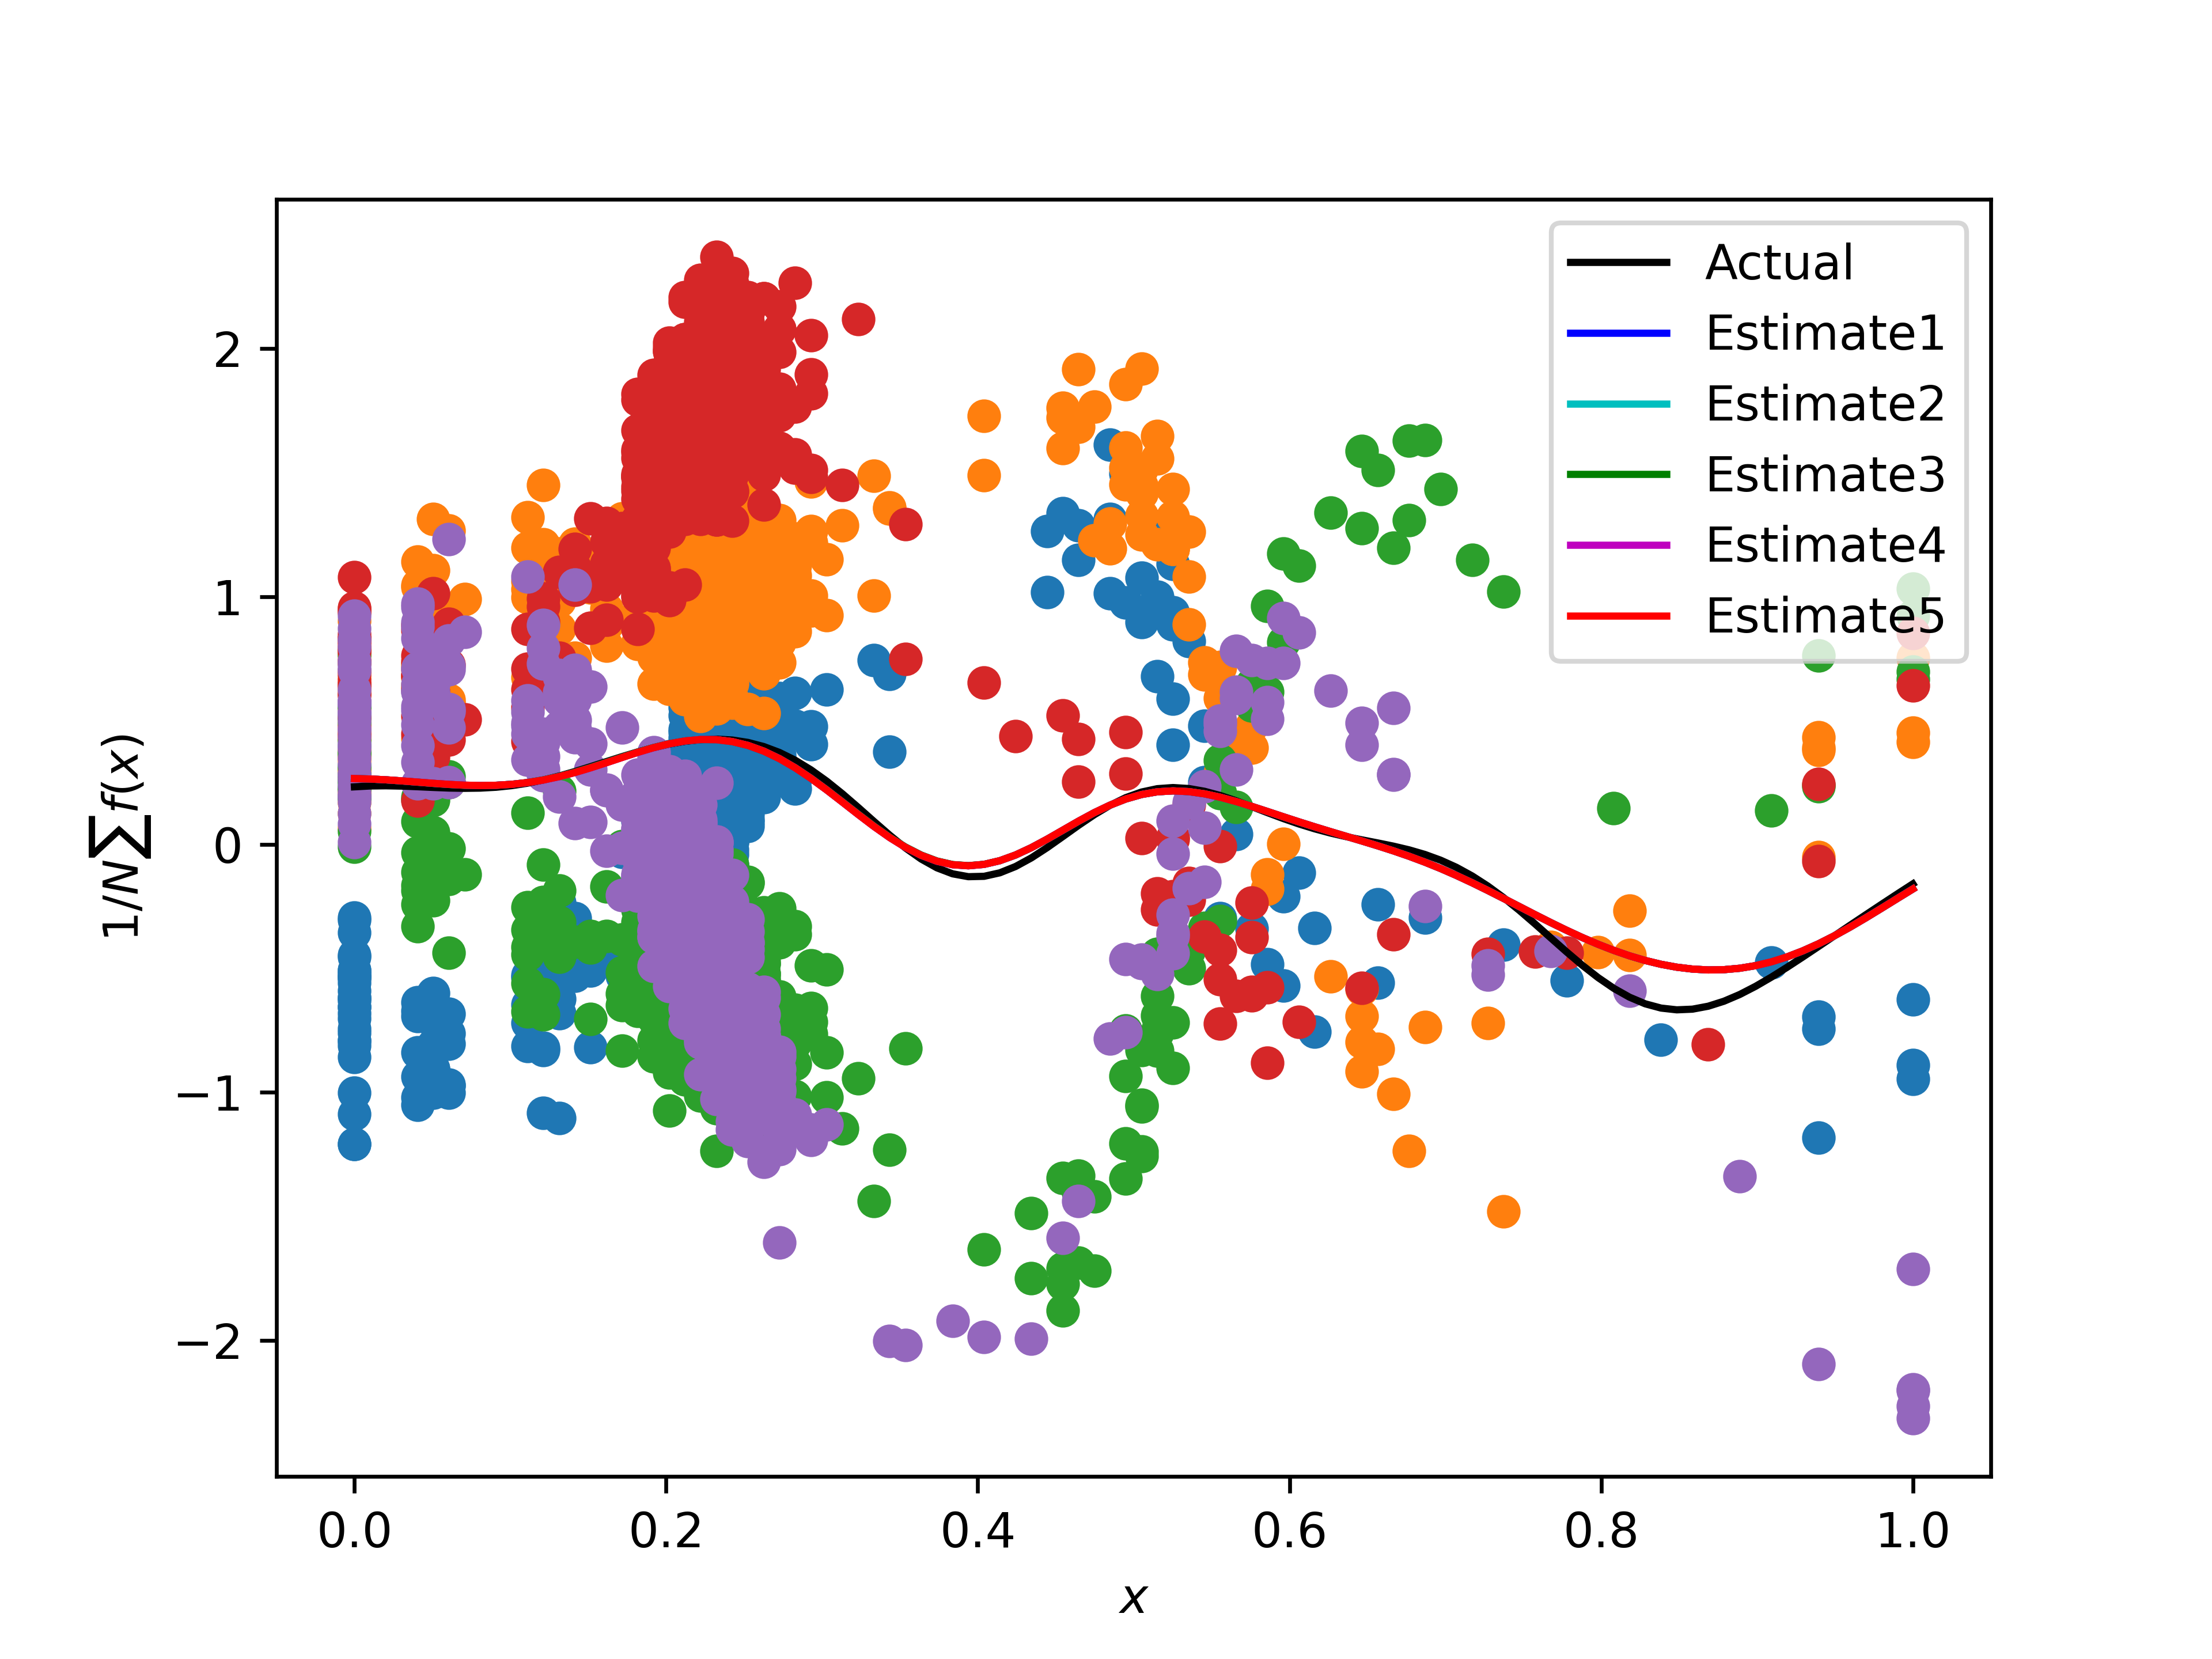 Actual
Estimate1
Estimate2
Estimate3
Estimate4
Estimate5
2
1
0
−1
−2
1/N∑f(x)
0.0 0.2 0.4 0.6 0.8 1.0
x